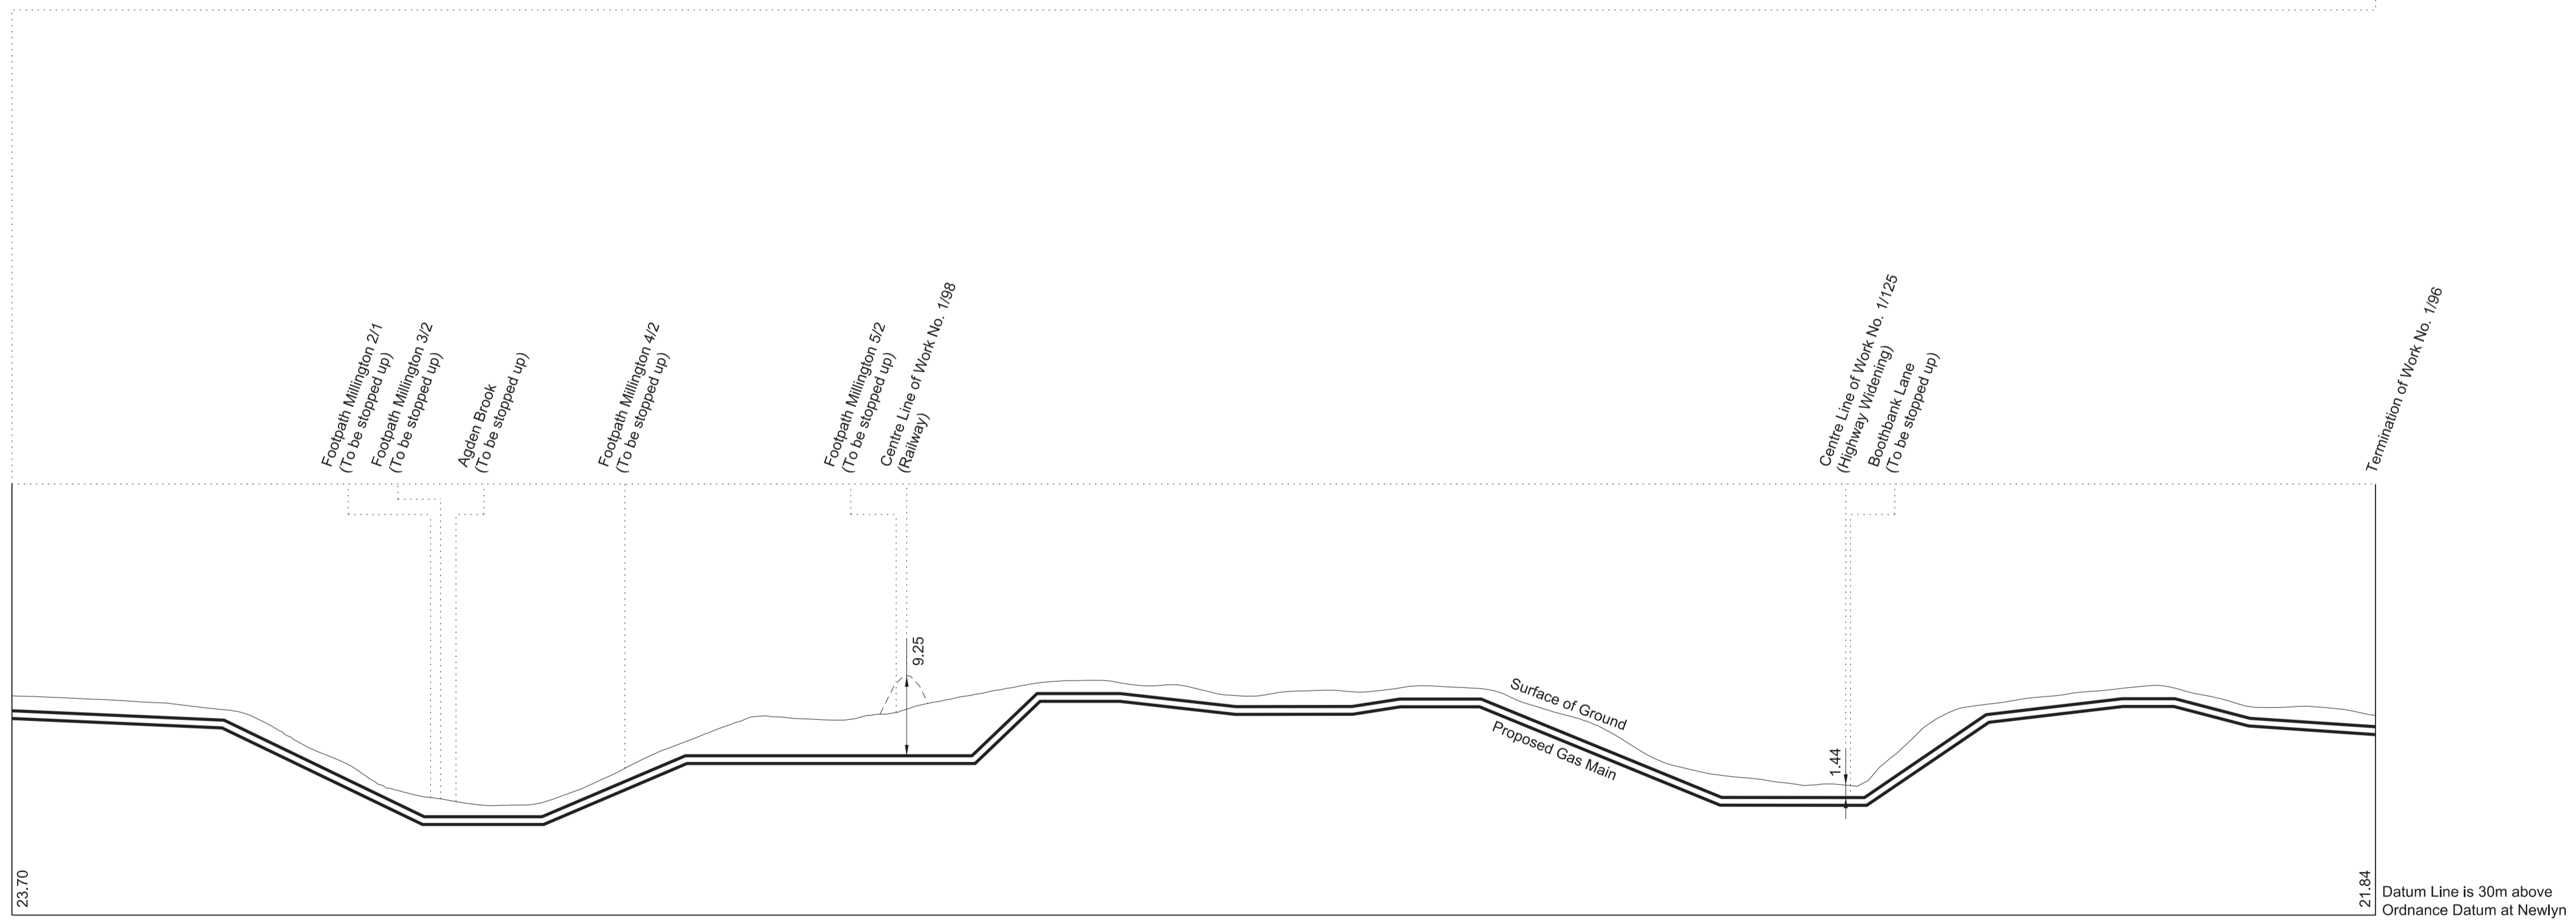 Footpath Millington 2/1
(To be stopped up)
Footpath Millington 3/2
(To be stopped up)
Agden Brook
(To be stopped up)
Footpath Millington 4/2
(To be stopped up)
Footpath Millington 5/2
(To be stopped up)
Centre Line of Work No. 1/98
(Railway)
Centre Line of Work No. 1/125
(Highway Widening)
Boothbank Lane
(To be stopped up)
Termination of Work No. 1/96
9.25
Surface of Ground
Proposed Gas Main
1.44
23.70
21.84
Datum Line is 30m above
Ordnance Datum at Newlyn